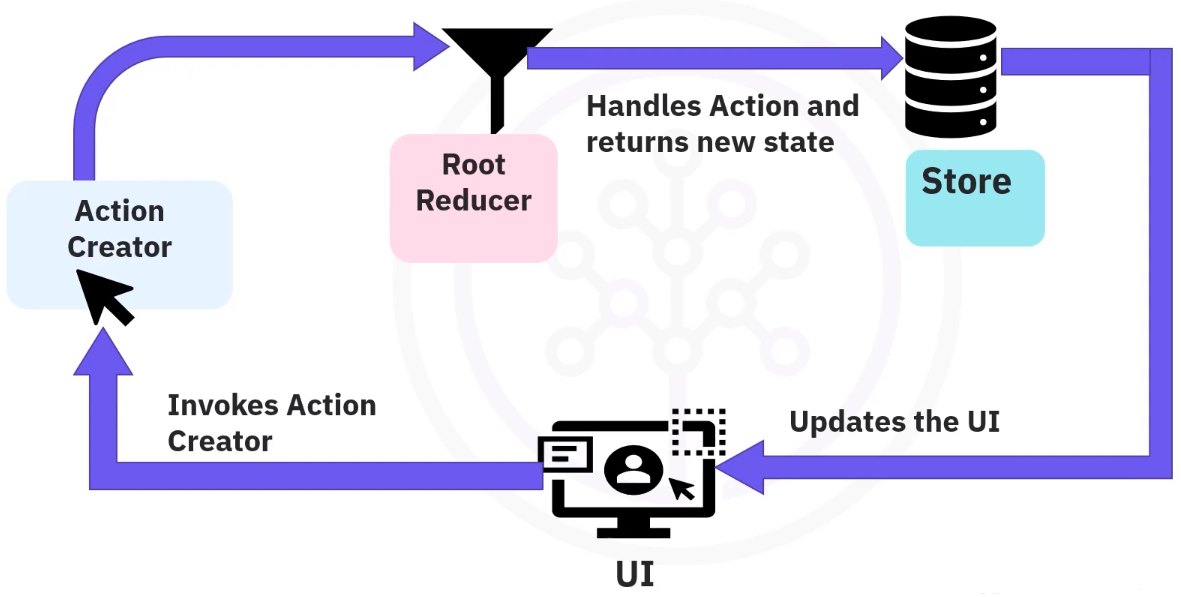 Handles Action and
returns new state
Root
Reducer
Store
Action
Creator
Invokes Action
Creator
Updates the UI
UI